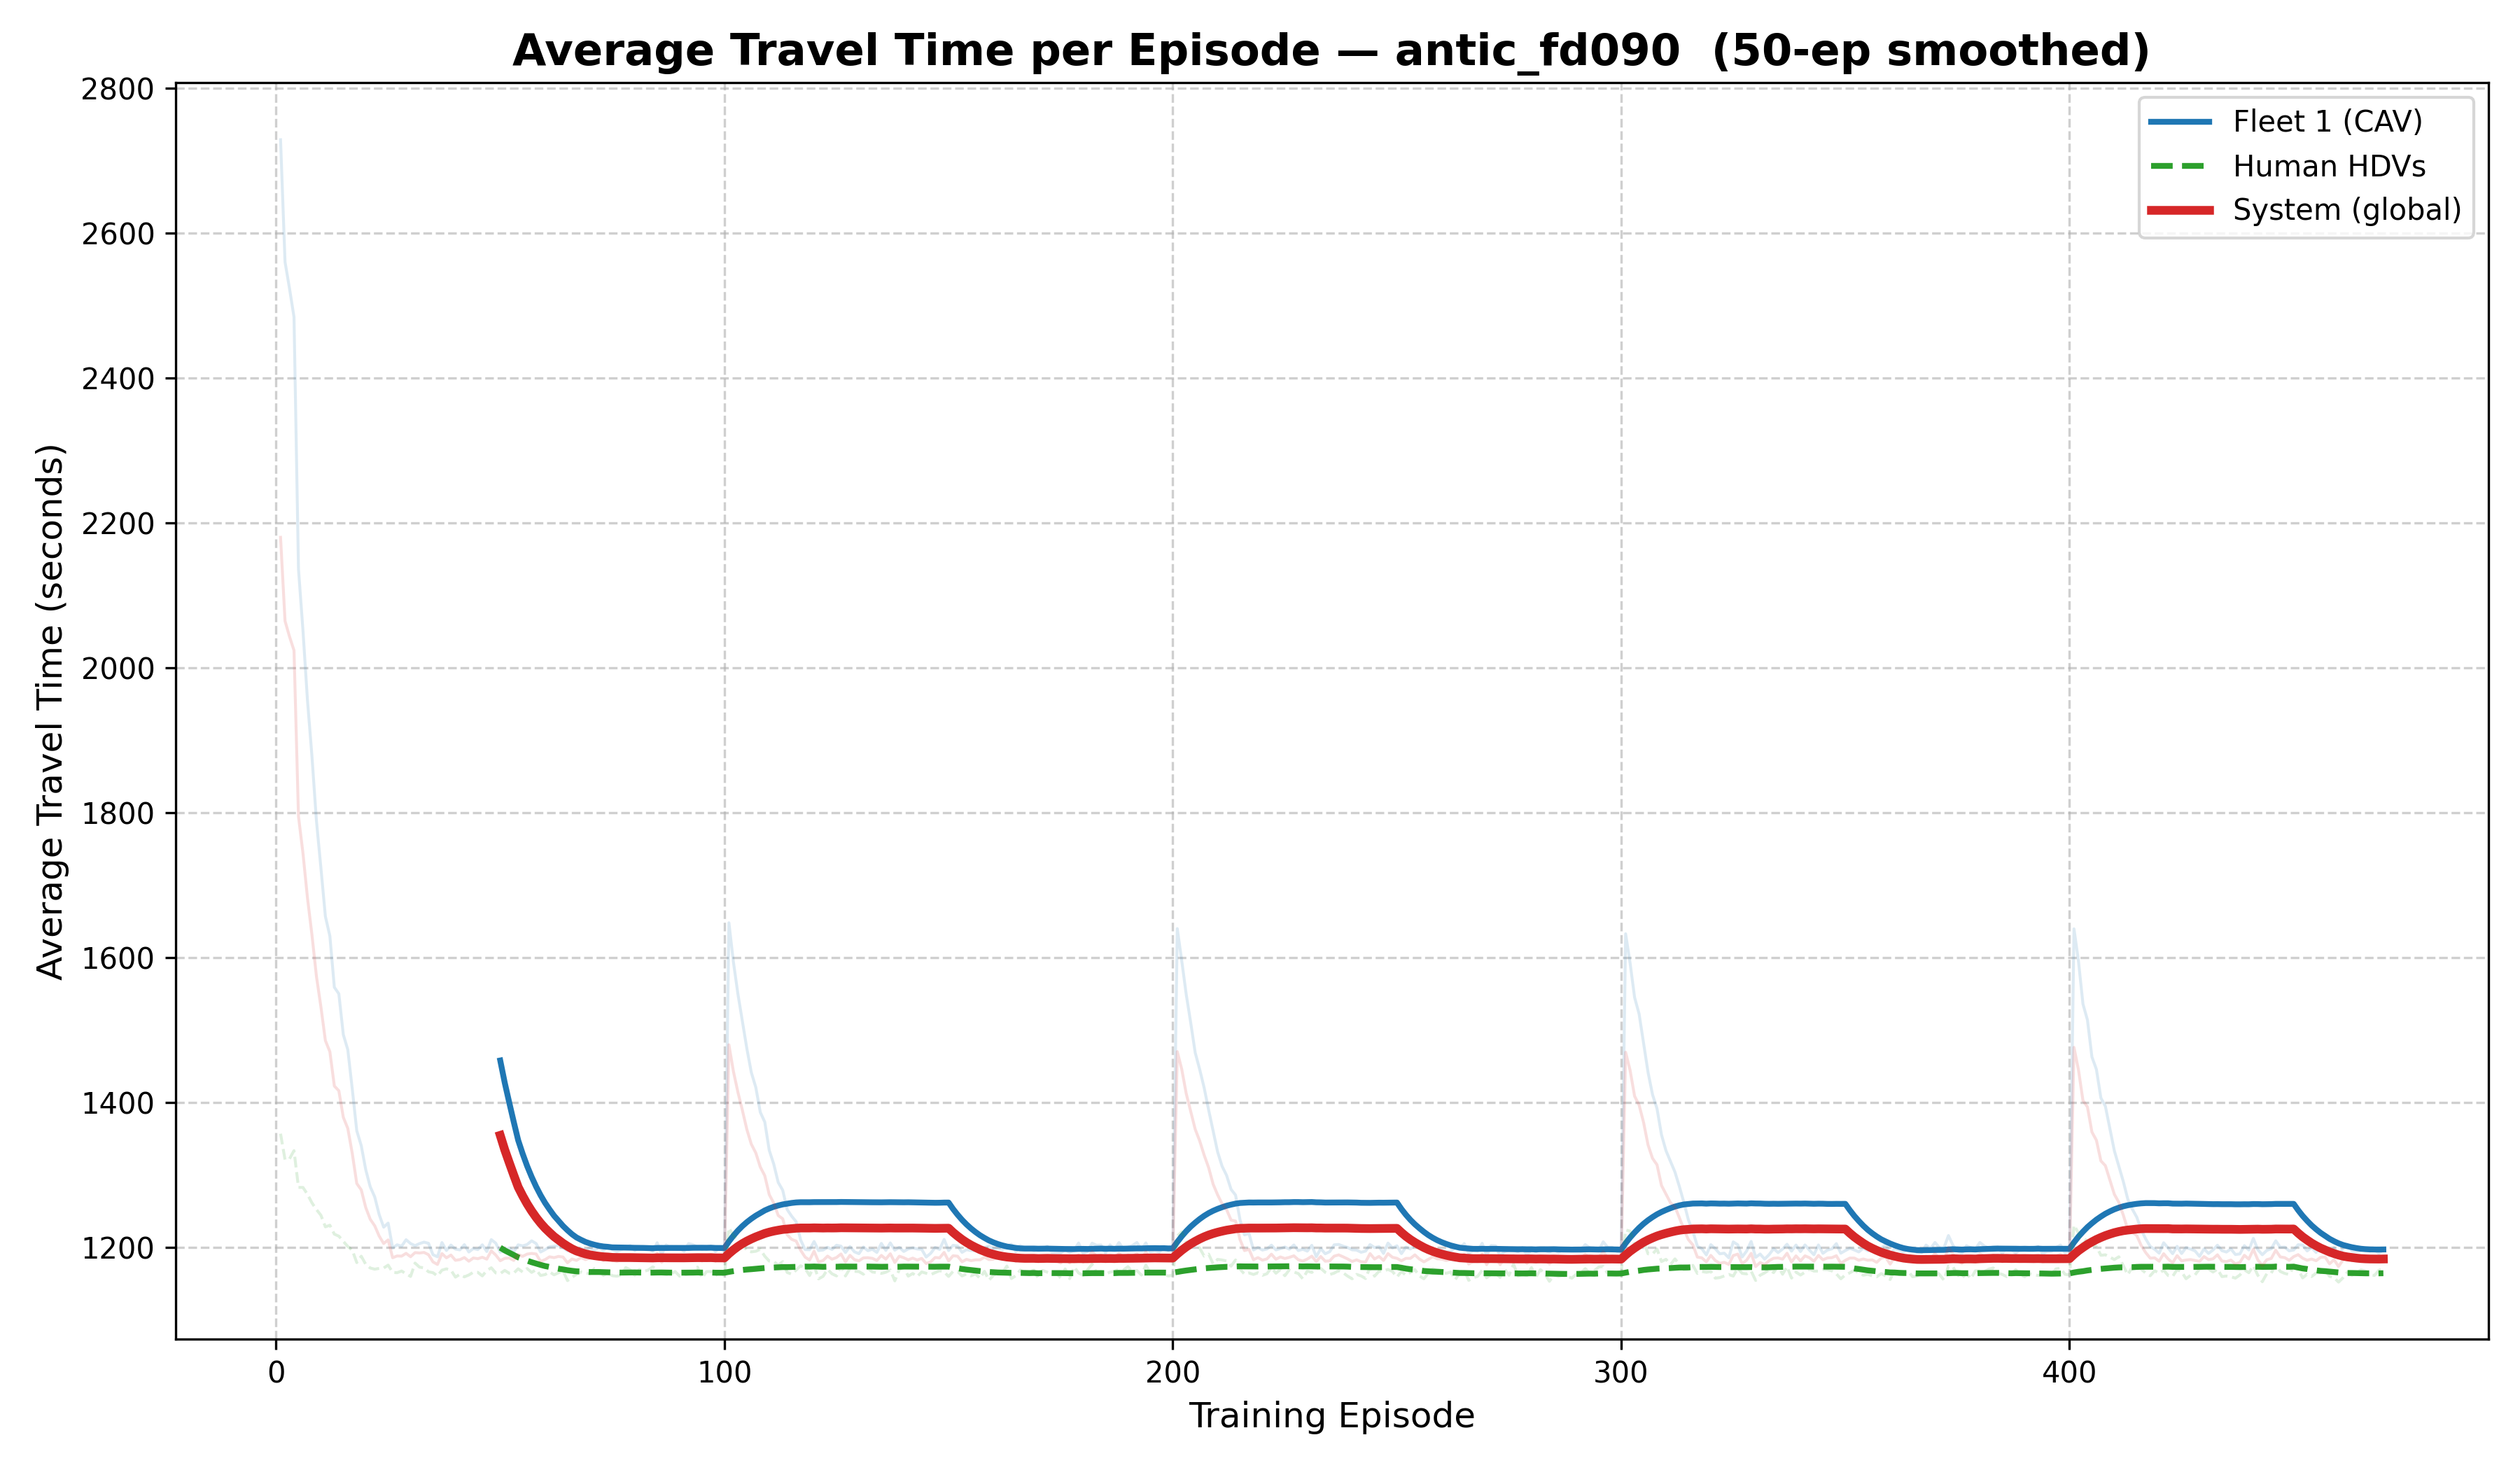 Average Travel Time per Episode — antic_fd090 (50-ep smoothed)
Fleet 1 (CAV)
Human HDVs
System (global)
Average Travel Time (seconds)
2800
2600
2400
2200
2000
1800
1600
1400
1200
0
100
200
300
400
Training Episode